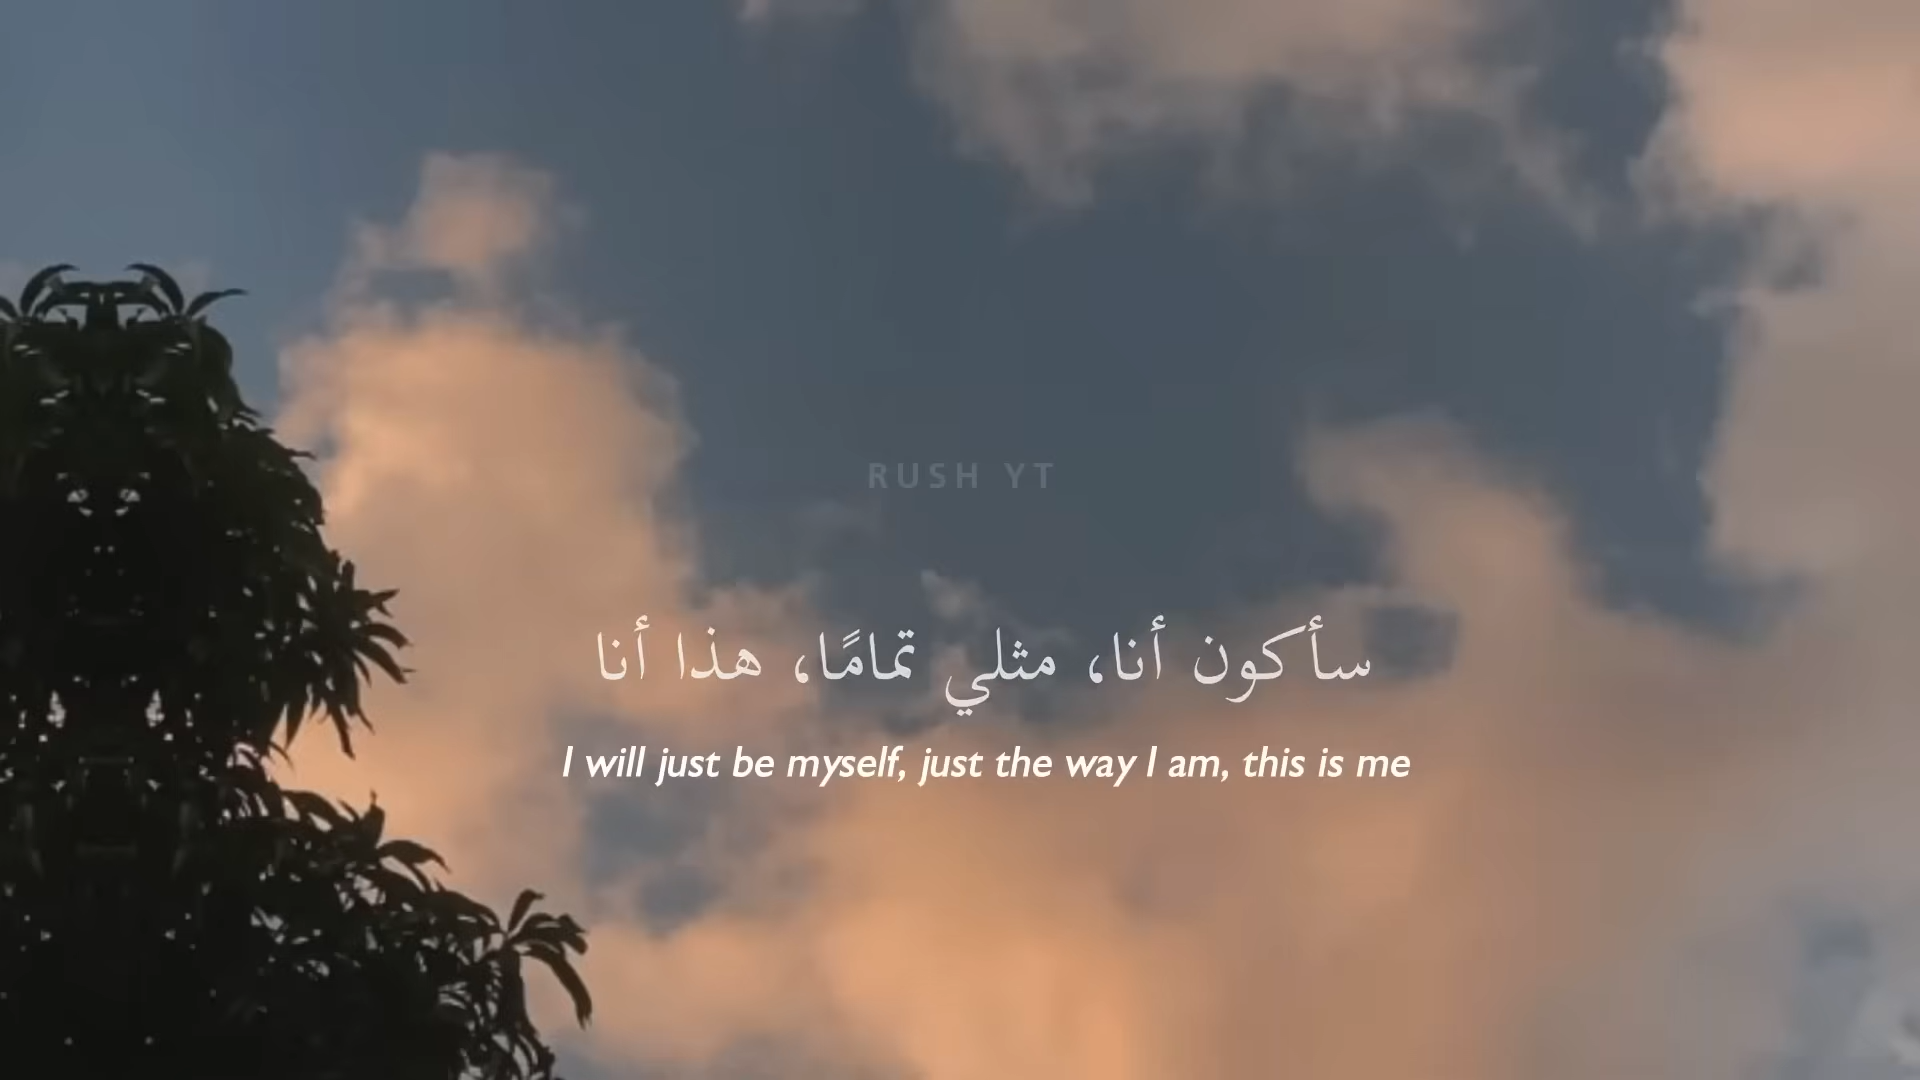 RUSH YT
سأكون أنا، مثلي تمامًا، هذا أنا
I will just be myself, just the way I am, this is me